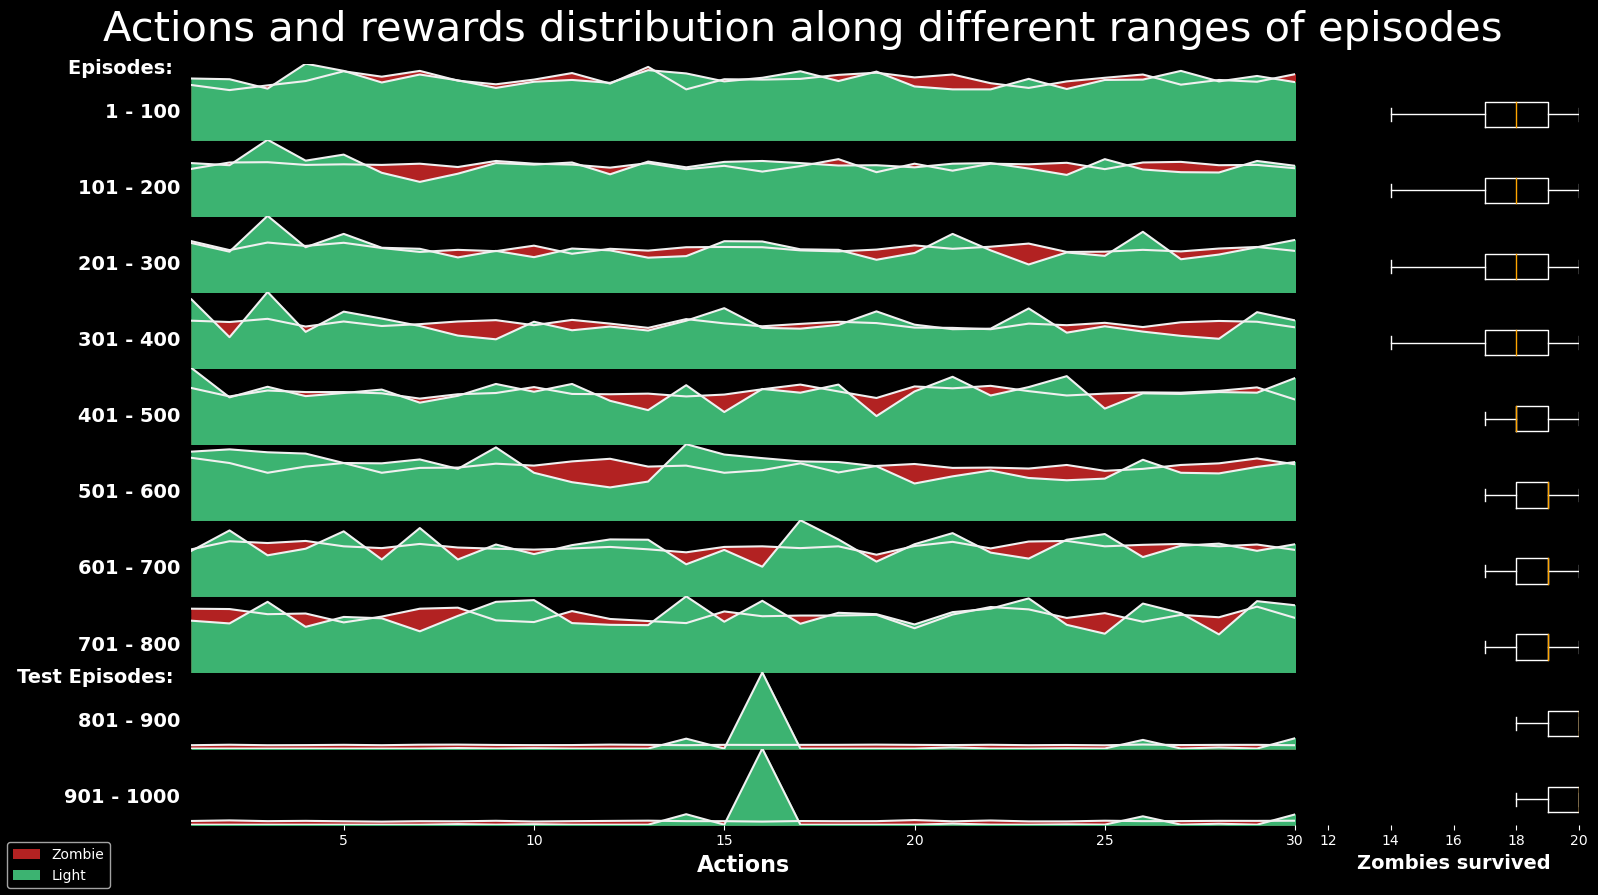 Actions and rewards distribution along different ranges of episodes
Episodes:
1 - 100
101 - 200
201 - 300
301 - 400
401 - 500
501 - 600
601 - 700
701 - 800
Test Episodes:
801 - 900
901 - 1000
5 10 15 20 25 30 12 14 16 18 20
Actions Zombies survived
Zombie
Light